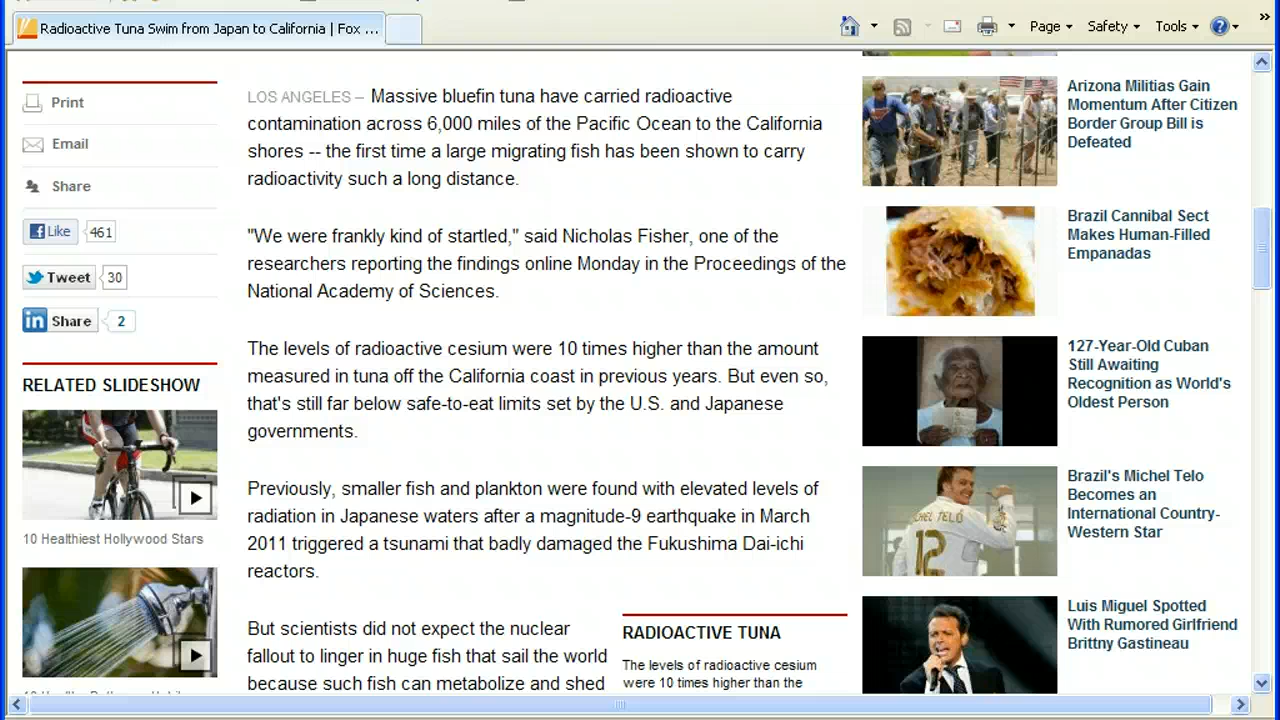 Radioactive Tuna Swim from Japan to California | Fox ...
Page
Safety
Tools
Print
Email
Share
Like 461
Tweet 30
in Share 2
RELATED SLIDESHOW
10 Healthiest Hollywood Stars
LOS ANGELES – Massive bluefin tuna have carried radioactive
contamination across 6,000 miles of the Pacific Ocean to the California
shores -- the first time a large migrating fish has been shown to carry
radioactivity such a long distance.
"We were frankly kind of startled," said Nicholas Fisher, one of the
researchers reporting the findings online Monday in the Proceedings of the
National Academy of Sciences.
The levels of radioactive cesium were 10 times higher than the amount
measured in tuna off the California coast in previous years. But even so,
that's still far below safe-to-eat limits set by the U.S. and Japanese
governments.
Previously, smaller fish and plankton were found with elevated levels of
radiation in Japanese waters after a magnitude-9 earthquake in March
2011 triggered a tsunami that badly damaged the Fukushima Dai-ichi
reactors.
But scientists did not expect the nuclear
fallout to linger in huge fish that sail the world
because such fish can metabolize and shed
RADIOACTIVE TUNA
The levels of radioactive cesium
were 10 times higher than the
Arizona Militias Gain
Momentum After Citizen
Border Group Bill is
Defeated
Brazil Cannibal Sect
Makes Human-Filled
Empanadas
127-Year-Old Cuban
Still Awaiting
Recognition as World's
Oldest Person
MICHEL TELÓ
12
Brazil's Michel Telo
Becomes an
International Country-
Western Star
Luis Miguel Spotted
With Rumored Girlfriend
Brittny Gastineau